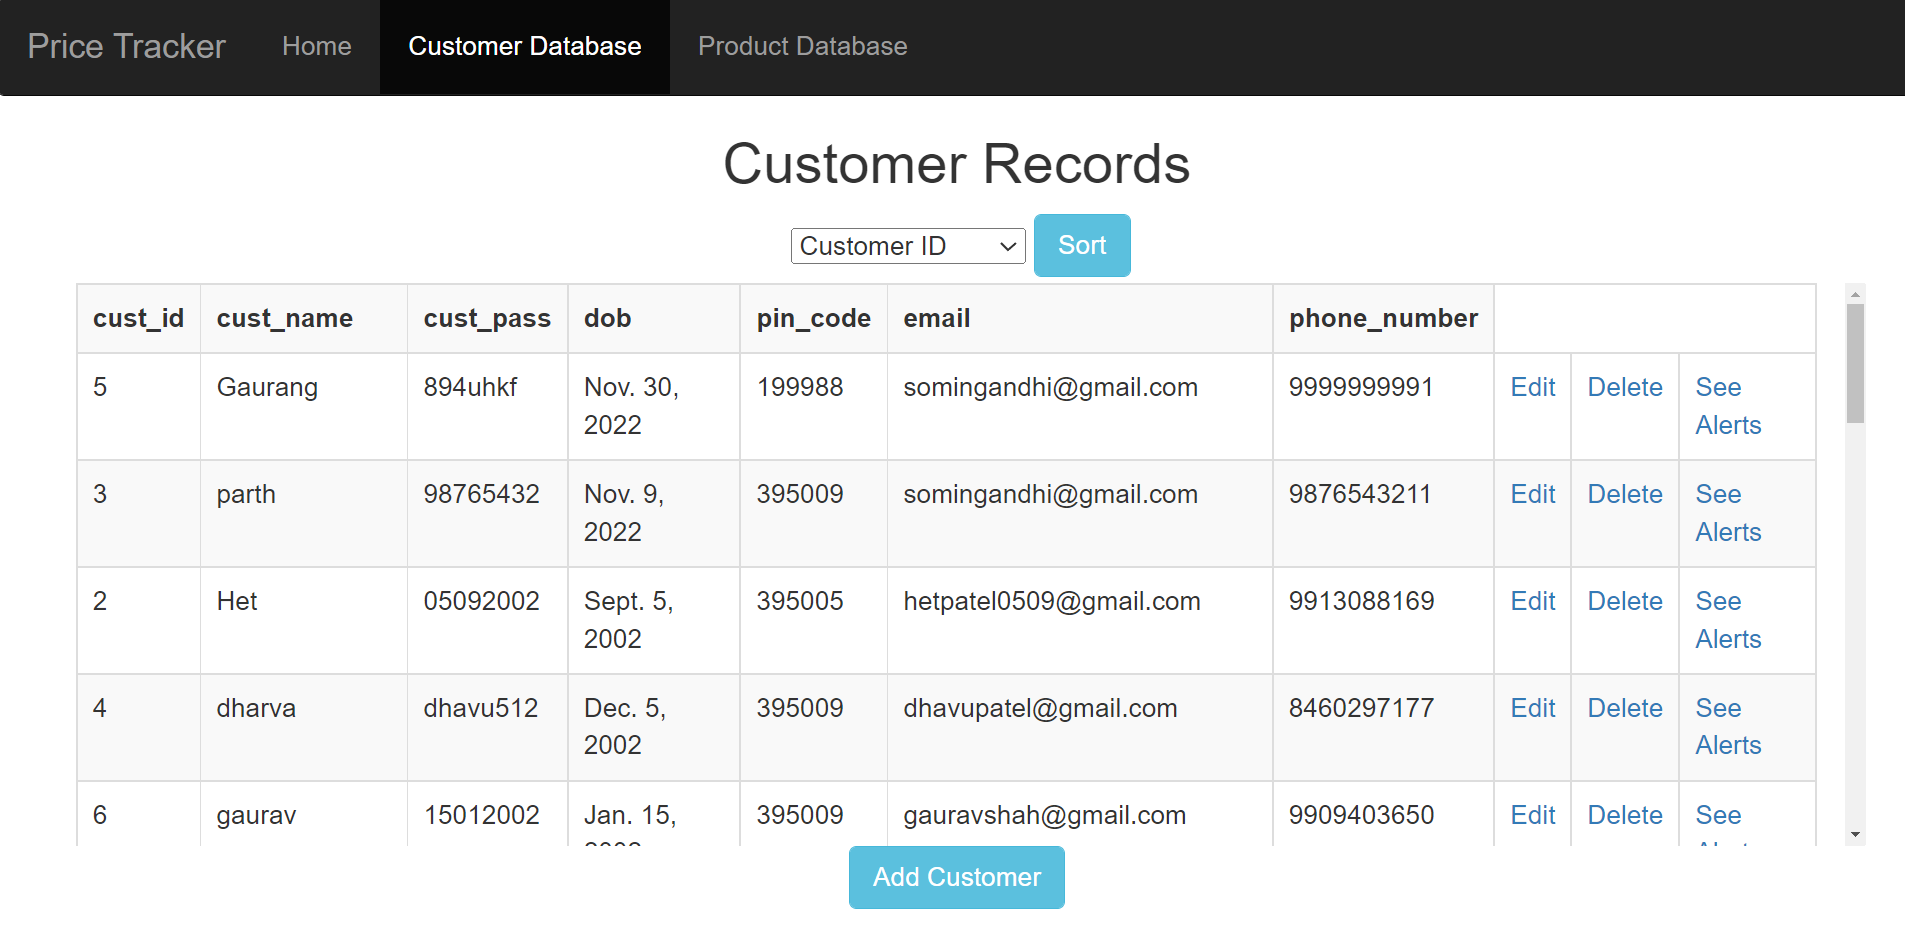 Price Tracker Home Customer Database Product Database
Customer Records
Customer ID Sort
cust_id cust_name cust_pass dob pin_code email phone_number
5 Gaurang 894uhkf Nov. 30, 199988 somingandhi@gmail.com 9999999991 Edit Delete See
2022 Alerts
3 parth 98765432 Nov. 9, 395009 somingandhi@gmail.com 9876543211 Edit Delete See
2022 Alerts
2 Het 05092002 Sept. 5, 395005 hetpatel0509@gmail.com 9913088169 Edit Delete See
2002 Alerts
4 dharva dhavu512 Dec. 5, 395009 dhavupatel@gmail.com 8460297177 Edit Delete See
2002 Alerts
6 gaurav 15012002 Jan. 15, 395009 gauravshah@gmail.com 9909403650 Edit Delete See
Add Customer